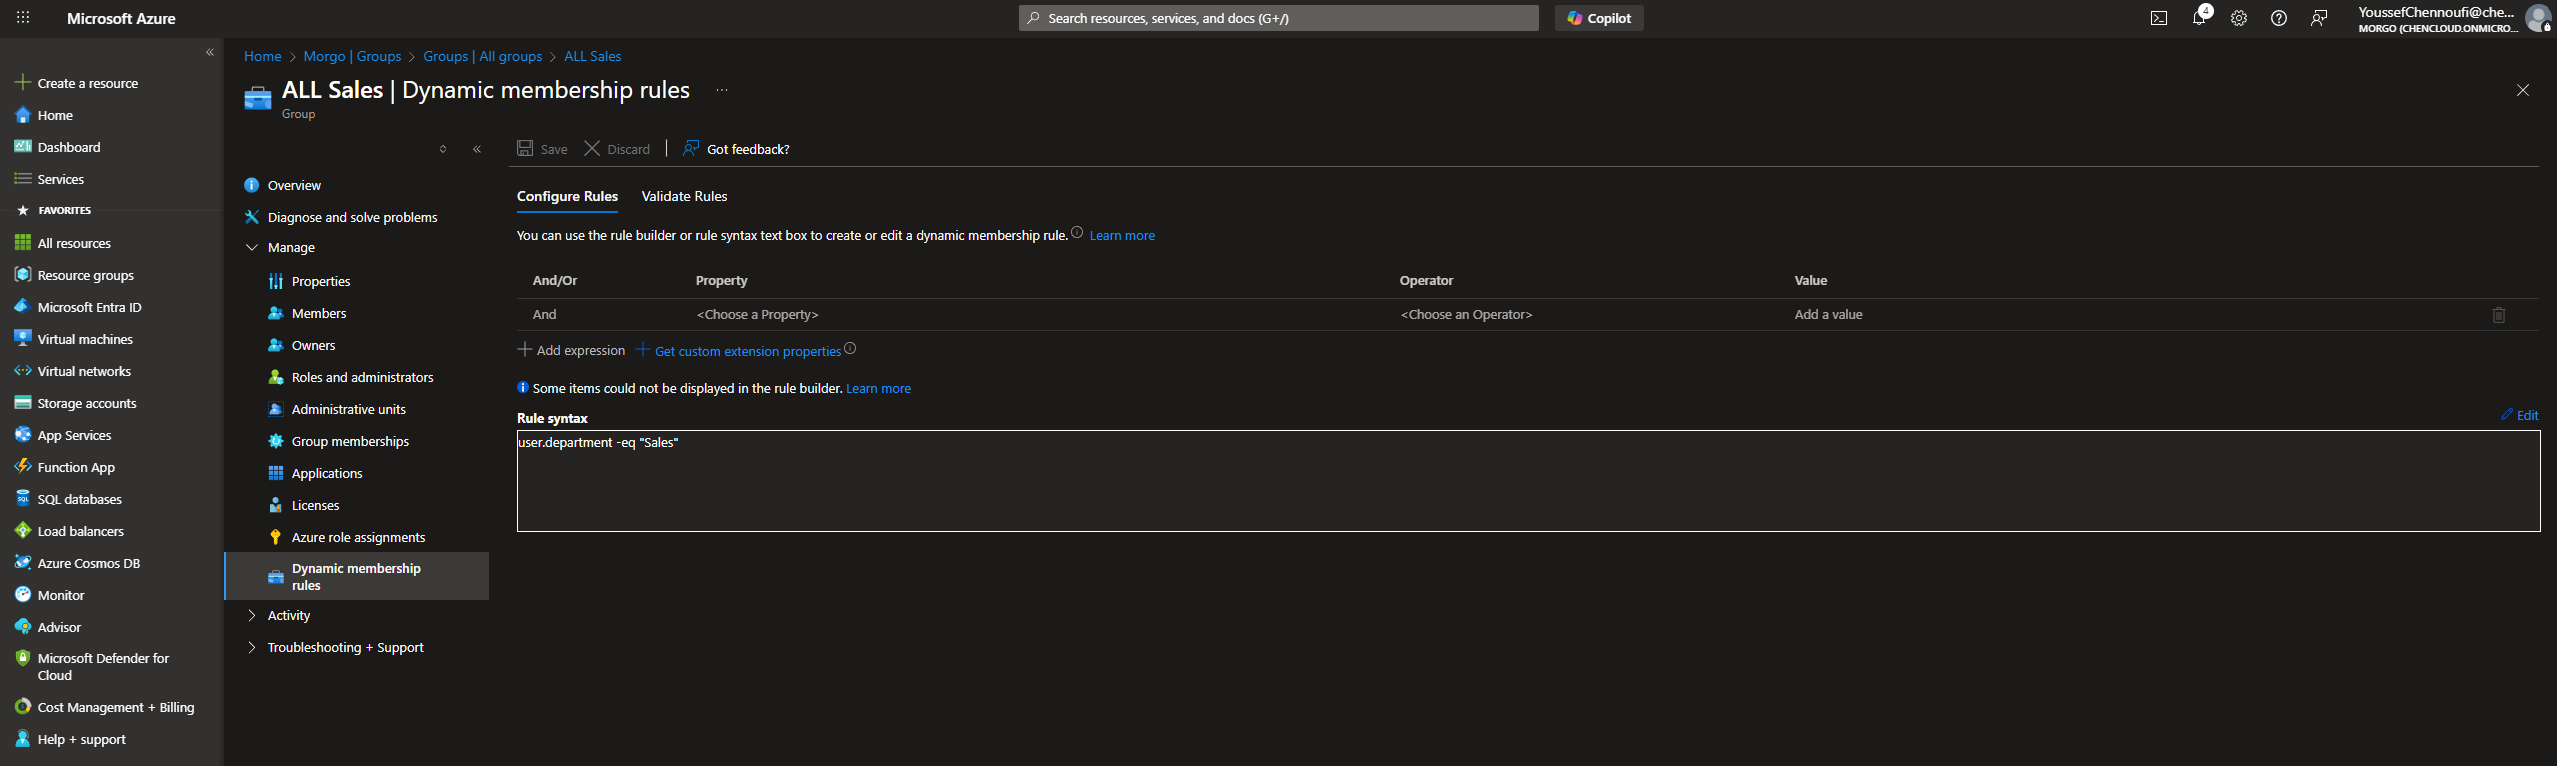 Microsoft Azure
Search resources, services, and docs (G+/)
Copilot
4
YoussefChennoufi@che...
MORGO (CHENCLOUD.ONMICRO...
Create a resource
Home
Dashboard
Services
FAVORITES
All resources
Resource groups
Microsoft Entra ID
Virtual machines
Virtual networks
Storage accounts
App Services
Function App
SQL databases
Load balancers
Azure Cosmos DB
Monitor
Advisor
Microsoft Defender for
Cloud
Cost Management + Billing
Help + support
Home > Morgo | Groups > Groups | All groups > ALL Sales
ALL Sales | Dynamic membership rules ...
Group
Overview
Diagnose and solve problems
Manage
Properties
Members
Owners
Roles and administrators
Administrative units
Group memberships
Applications
Licenses
Azure role assignments
Dynamic membership
rules
Activity
Troubleshooting + Support
Save Discard | Got feedback?
Configure Rules Validate Rules
You can use the rule builder or rule syntax text box to create or edit a dynamic membership rule. Learn more
And/Or Property Operator Value
And <Choose a Property> <Choose an Operator> Add a value
+ Add expression + Get custom extension properties
Some items could not be displayed in the rule builder. Learn more
Rule syntax
Edit
user.department -eq "Sales"